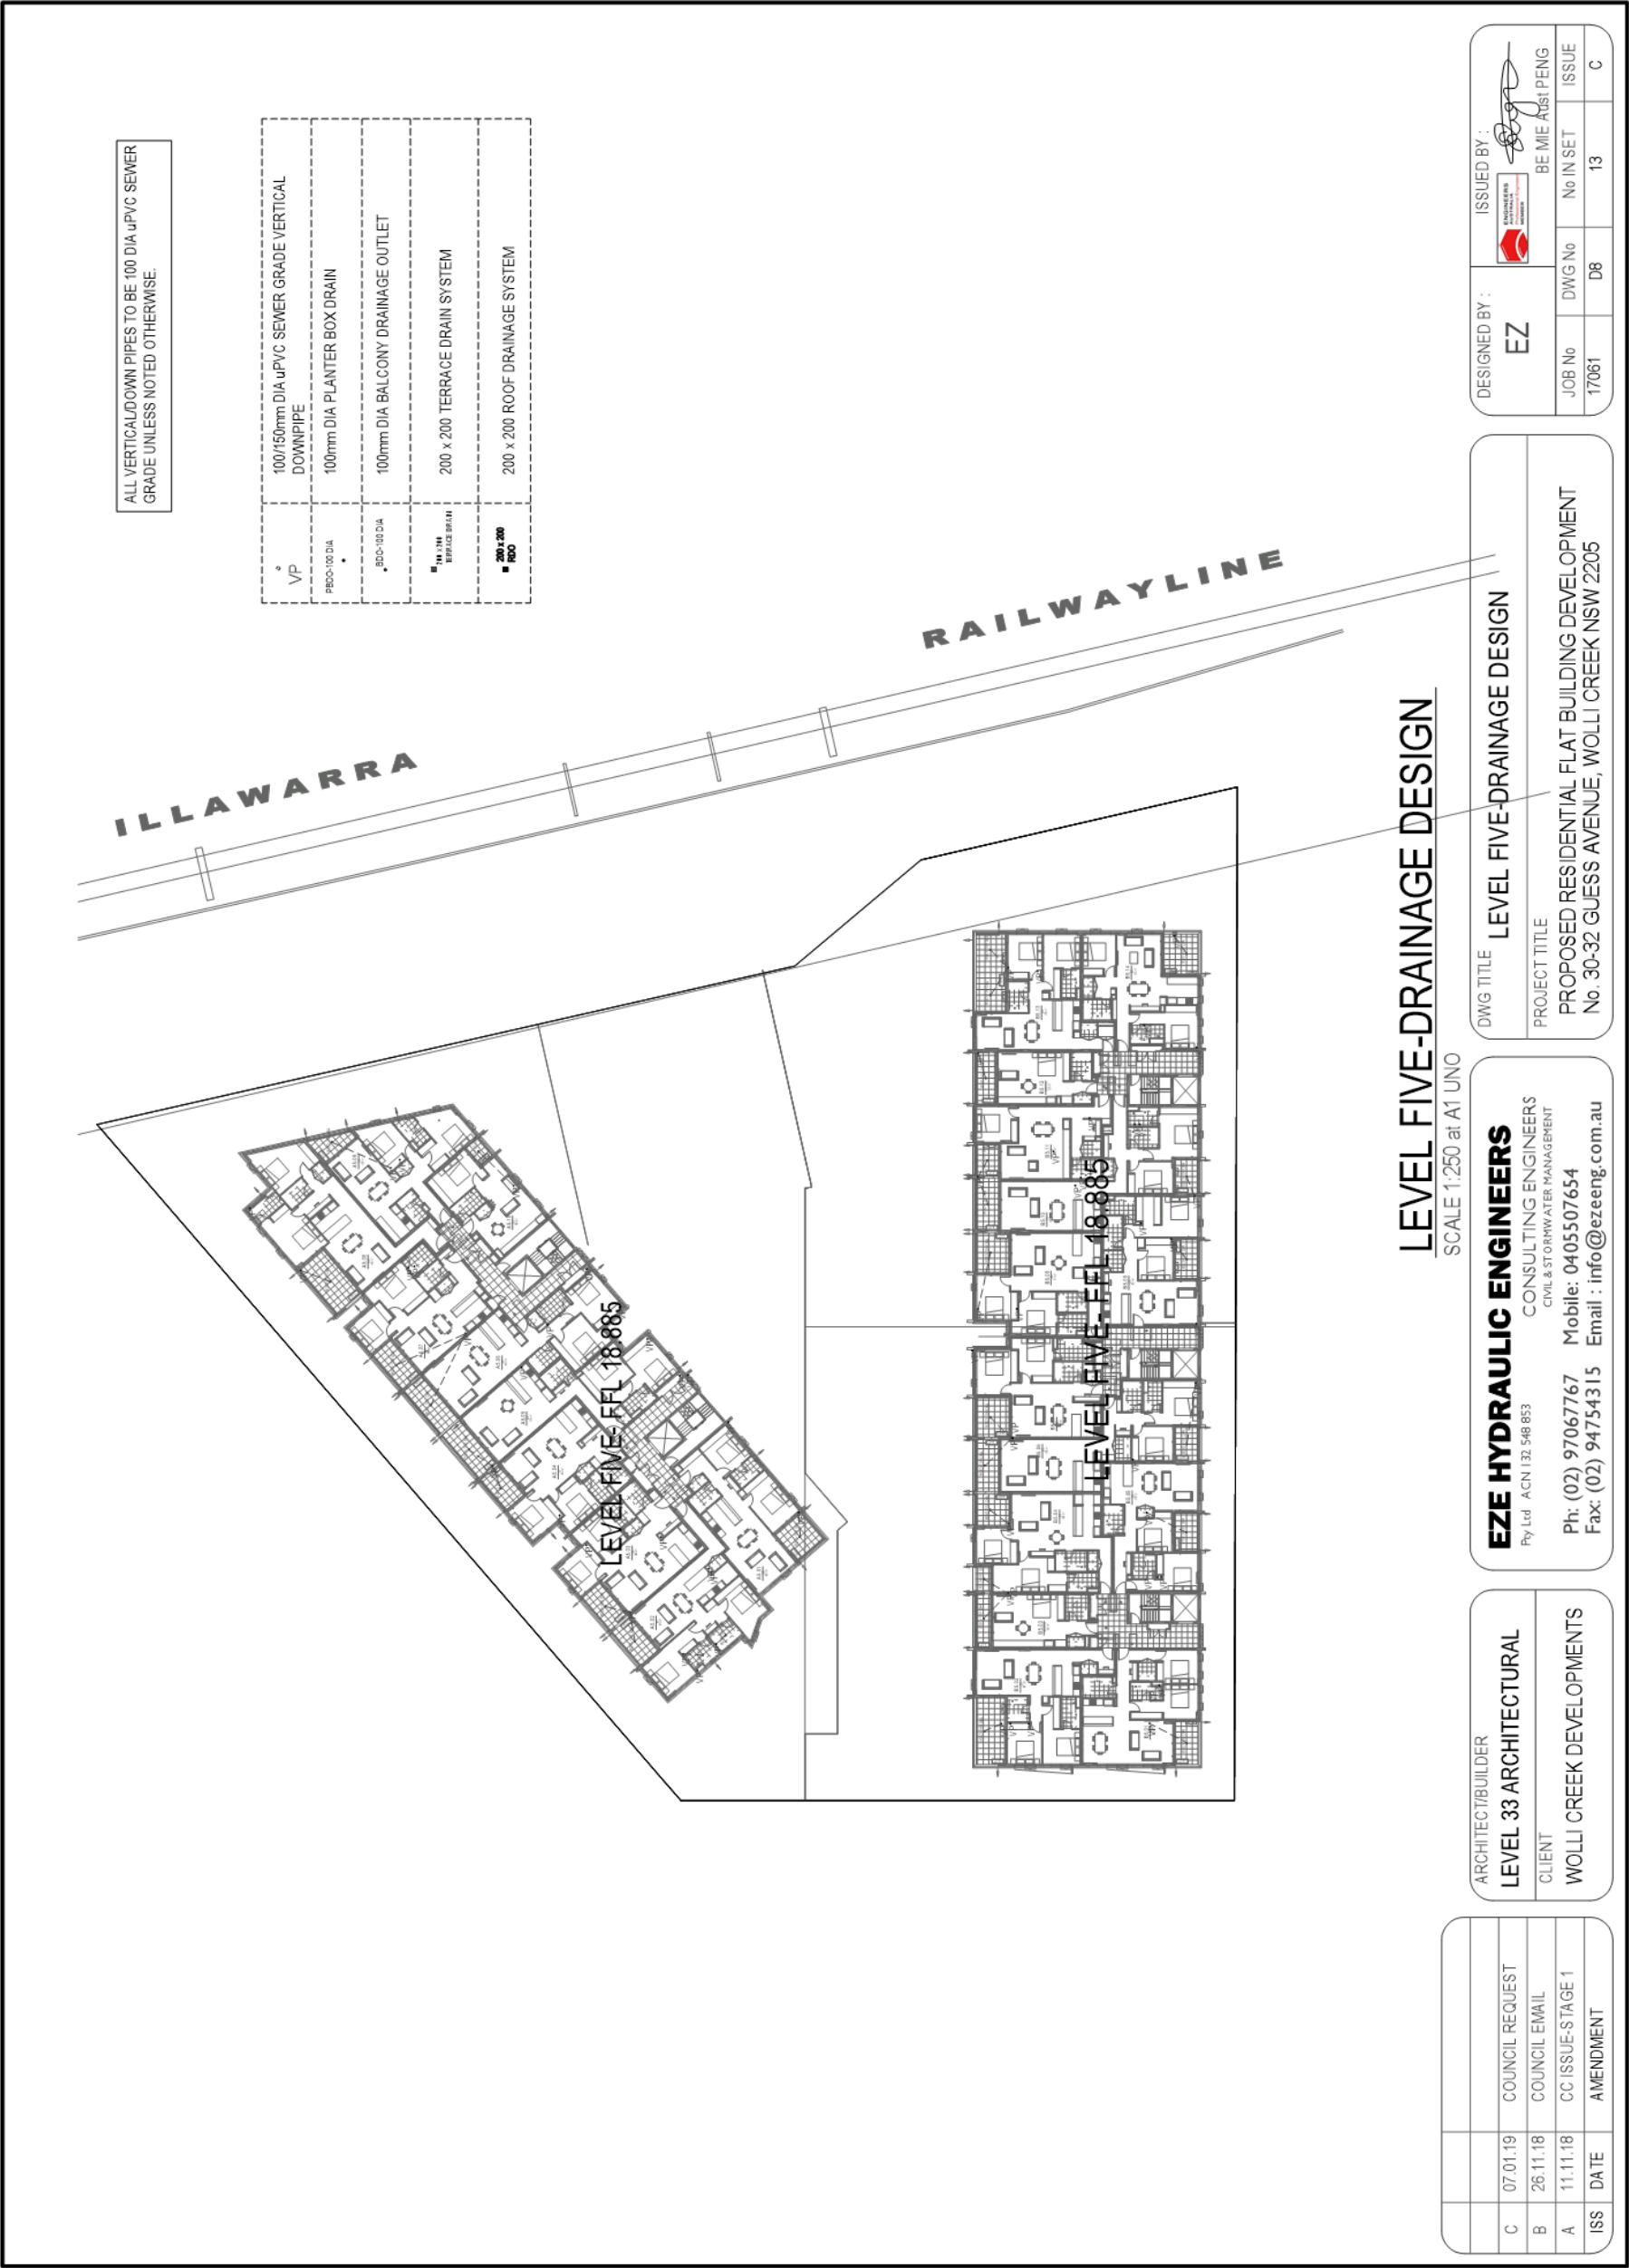 ALL VERTICAL/DOWN PIPES TO BE 100 DIA uPVC SEWER
GRADE UNLESS NOTED OTHERWISE.
VP
100/150mm DIA uPVC SEWER GRADE VERTICAL
DOWNPIPE
PBDO-100 DIA
100mm DIA PLANTER BOX DRAIN
BDO-100 DIA
100mm DIA BALCONY DRAINAGE OUTLET
200 x 200
TERRACE DRAIN
200 x 200 TERRACE DRAIN SYSTEM
200 x 200
RDO
200 x 200 ROOF DRAINAGE SYSTEM
ILLAWARRA
RAILWAYLINE
LEVEL FIVE- FFL 18.885
LEVEL FIVE- FFL 18.885
LEVEL FIVE-DRAINAGE DESIGN
SCALE 1:250 at A1 UNO
C 07.01.19 COUNCIL REQUEST
B 26.11.18 COUNCIL EMAIL
A 11.11.18 CC ISSUE-STAGE 1
ISS DATE AMENDMENT
ARCHITECT/BUILDER
LEVEL 33 ARCHITECTURAL
CLIENT
WOLLI CREEK DEVELOPMENTS
EZE HYDRAULIC ENGINEERS
Pty Ltd ACN 132 548 853
CONSULTING ENGINEERS
CIVIL & STORMWATER MANAGEMENT
Ph: (02) 97067767 Mobile: 0405507654
Fax: (02) 94754315 Email : info@ezeeng.com.au
DWG TITLE
LEVEL FIVE-DRAINAGE DESIGN
PROJECT TITLE
PROPOSED RESIDENTIAL FLAT BUILDING DEVELOPMENT
No. 30-32 GUESS AVENUE, WOLLI CREEK NSW 2205
DESIGNED BY :
EZ
ISSUED BY :
ENGINEERS
AUSTRALIA
MEMBER
BE MIE Aust PENG
JOB No DWG No No IN SET ISSUE
17061 D8 13 C